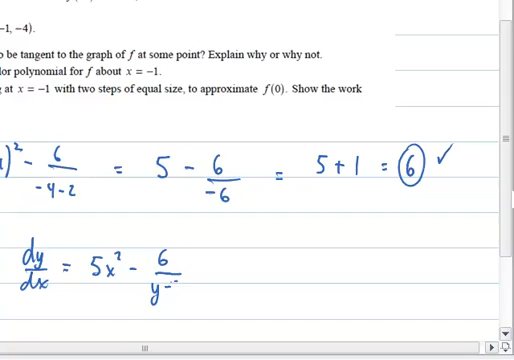 −1, −4).
o be tangent to the graph of f at some point? Explain why or why not.
lor polynomial for f about x = −1.
g at x = −1 with two steps of equal size, to approximate f(0). Show the work
)² − 6/(−4−2) = 5 − 6/−6 = 5 + 1 = 6 ✓
dy/dx = 5x² − 6/(y−